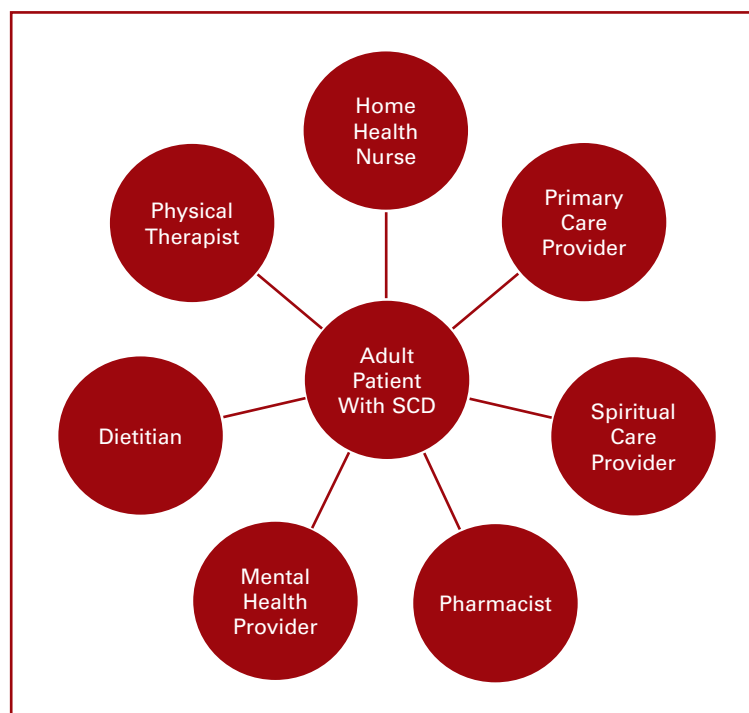 Home
Health
Nurse
Primary
Care
Provider
Physical
Therapist
Adult
Patient
With SCD
Spiritual
Care
Provider
Dietitian
Mental
Health
Provider
Pharmacist